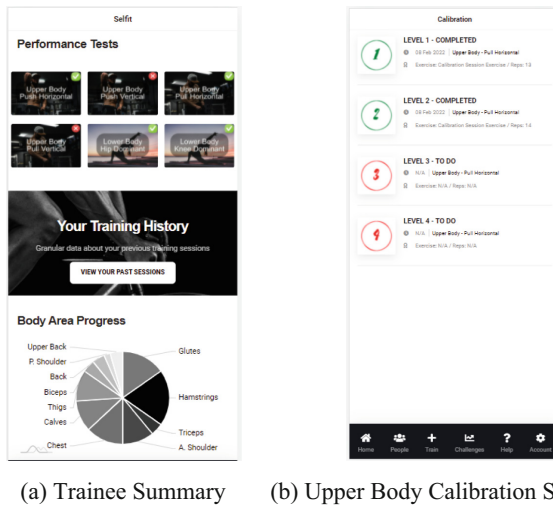 Selfit
Performance Tests
Upper Body
Push Horizontal
Upper Body
Push Vertical
Upper Body
Pull Horizontal
Upper Body
Pull Vertical
Lower Body
Hip Dominant
Lower Body
Knee Dominant
Your Training History
Granular data about your previous training sessions
VIEW YOUR PAST SESSIONS
Body Area Progress
Upper Back
P. Shoulder
Back
Biceps
Thigs
Calves
Chest
Glutes
Hamstrings
Triceps
A. Shoulder
(a) Trainee Summary
Calibration
1
LEVEL 1 - COMPLETED
08 Feb 2022 | Upper Body - Pull Horizontal
Exercise: Calibration Session Exercise / Reps: 13
2
LEVEL 2 - COMPLETED
08 Feb 2022 | Upper Body - Pull Horizontal
Exercise: Calibration Session Exercise / Reps: 14
3
LEVEL 3 - TO DO
N/A | Upper Body - Pull Horizontal
Exercise: N/A / Reps: N/A
4
LEVEL 4 - TO DO
N/A | Upper Body - Pull Horizontal
Exercise: N/A / Reps: N/A
Home People Train Challenges Help Account
(b) Upper Body Calibration S